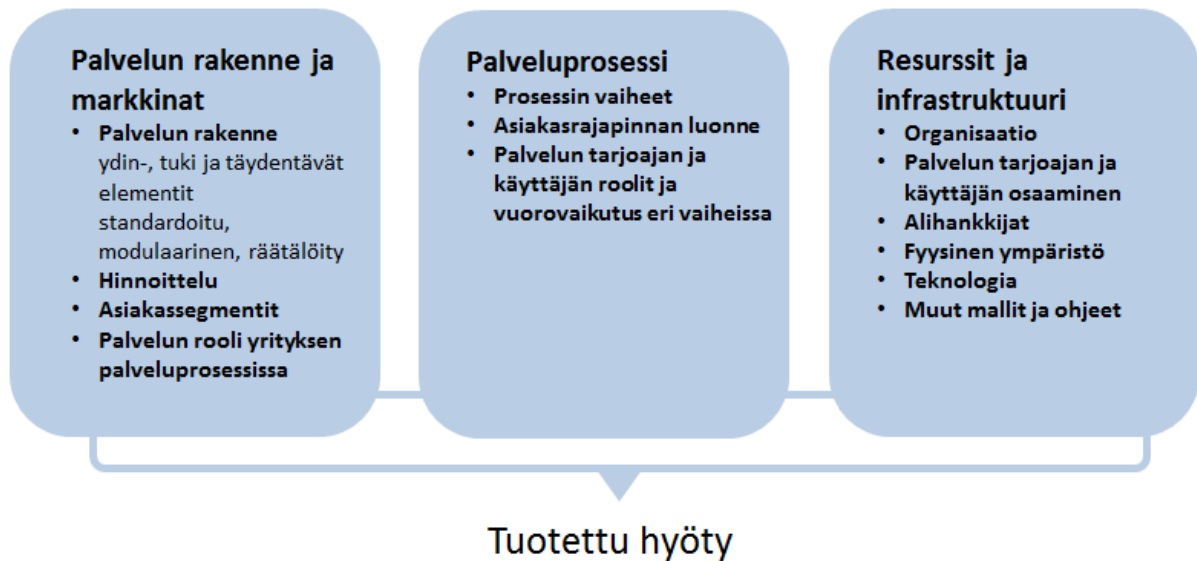 Palvelun rakenne ja
markkinat
• Palvelun rakenne
ydin-, tuki ja täydentävät
elementit
standardoitu,
modulaarinen, räätälöity
• Hinnoittelu
• Asiakassegmentit
• Palvelun rooli yrityksen
palveluprosessissa
Palveluprosessi
• Prosessin vaiheet
• Asiakasrajapinnan luonne
• Palvelun tarjoajan ja
käyttäjän roolit ja
vuorovaikutus eri vaiheissa
Resurssit ja
infrastruktuuri
• Organisaatio
• Palvelun tarjoajan ja
käyttäjän osaaminen
• Alihankkijat
• Fyysinen ympäristö
• Teknologia
• Muut mallit ja ohjeet
Tuotettu hyöty